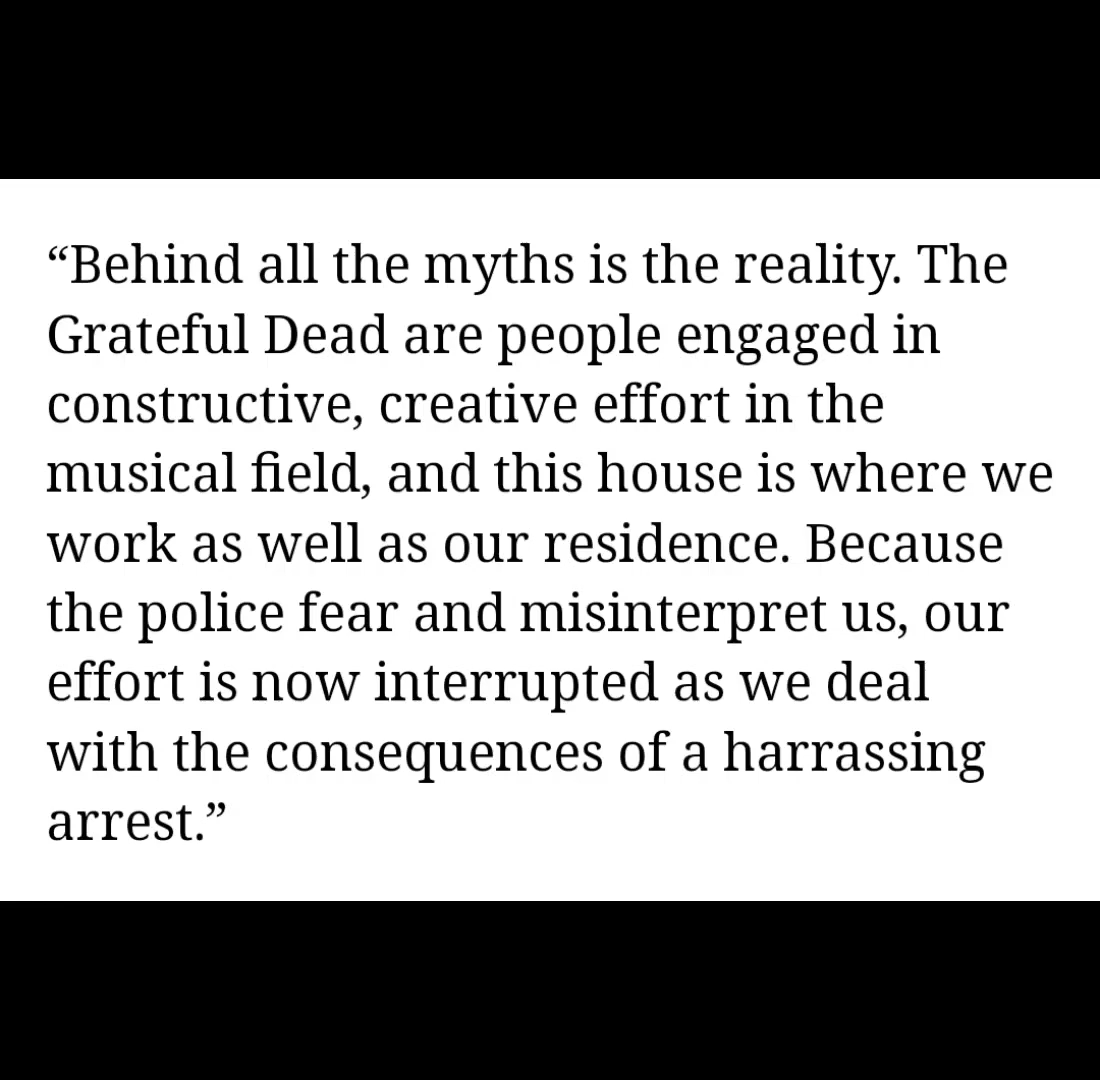 “Behind all the myths is the reality. The
Grateful Dead are people engaged in
constructive, creative effort in the
musical field, and this house is where we
work as well as our residence. Because
the police fear and misinterpret us, our
effort is now interrupted as we deal
with the consequences of a harrassing
arrest.”